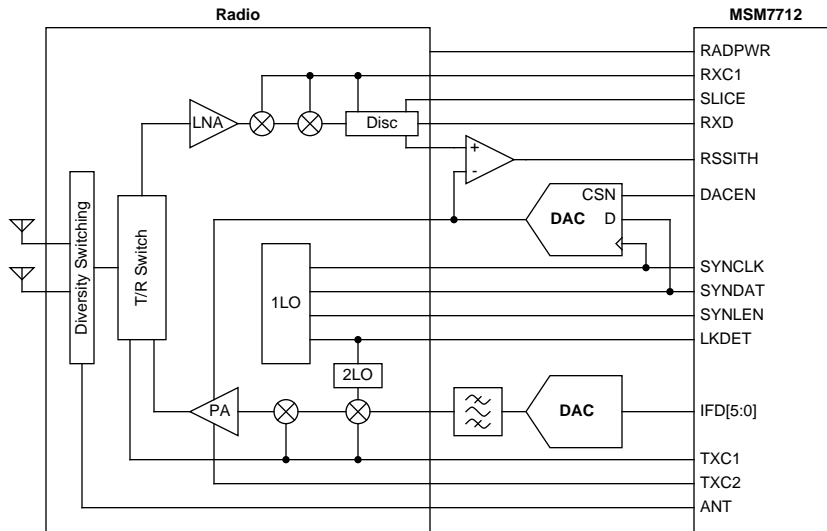 Radio
MSM7712
RADPWR
RXC1
SLICE
RXD
RSSITH
DACEN
SYNCLK
SYNDAT
SYNLEN
LKDET
IFD[5:0]
TXC1
TXC2
ANT
LNA
Disc
+
-
CSN
DAC
D
Diversity Switching
T/R Switch
1LO
2LO
PA
DAC